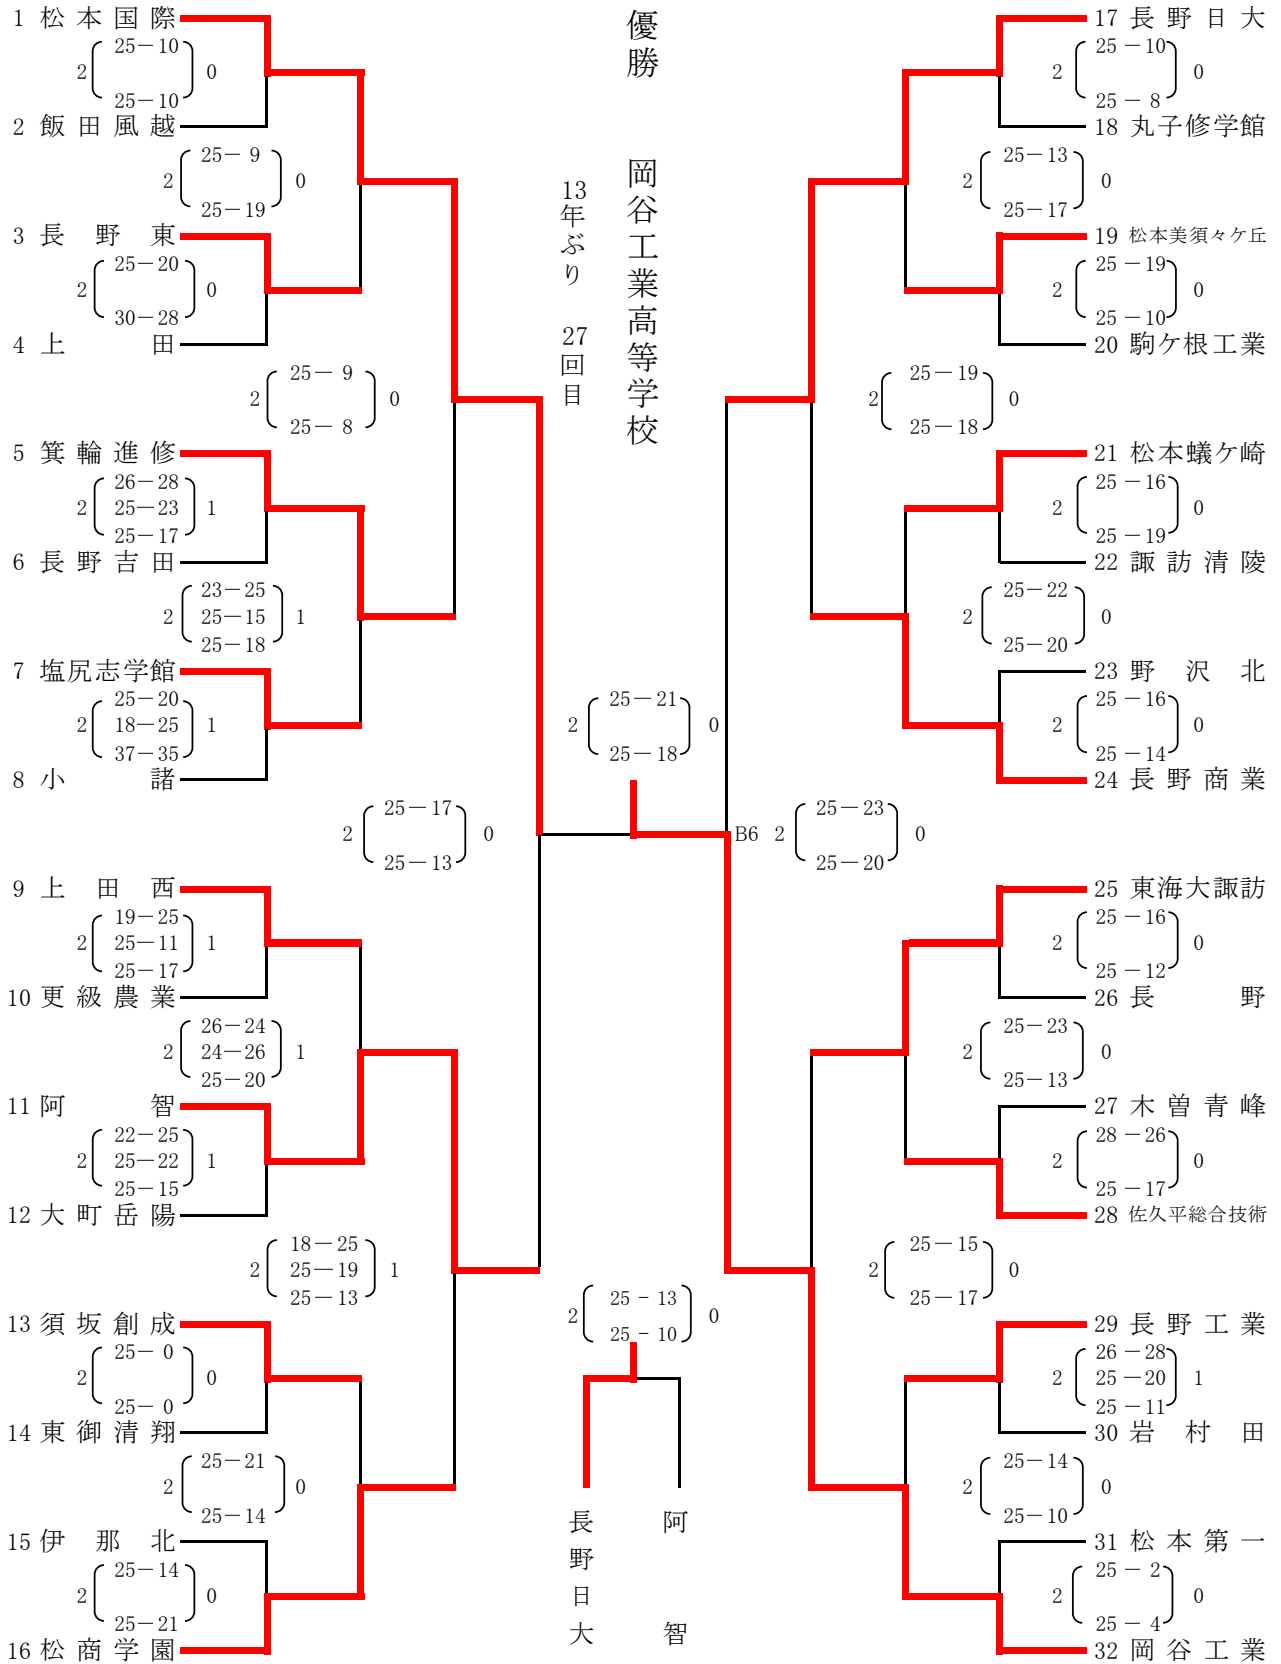 優勝
岡谷工業高等学校
13年ぶり 27回目
1 松本国際
25－10
2 0
25－10
2 飯田風越
25－ 9
2 0
25－19
3 長野東
25－20
2 0
30－28
4 上田
25－ 9
2 0
25－ 8
5 箕輪進修
26－28
2 25－23 1
25－17
6 長野吉田
23－25
2 25－15 1
25－18
7 塩尻志学館
25－20
2 18－25 1
37－35
8 小諸
25－17
2 0
25－13
9 上田西
19－25
2 25－11 1
25－17
10 更級農業
26－24
2 24－26 1
25－20
11 阿智
22－25
2 25－22 1
25－15
12 大町岳陽
18－25
2 25－19 1
25－13
13 須坂創成
25－ 0
2 0
25－ 0
14 東御清翔
25－21
2 0
25－14
15 伊那北
25－14
2 0
25－21
16 松商学園
25－21
2 0
25－18
25 - 13
2 0
25 - 10
長野日大
阿智
17 長野日大
25 －10
2 0
25 － 8
18 丸子修学館
25－13
2 0
25－17
19 松本美須々ケ丘
25 －19
2 0
25 －10
20 駒ケ根工業
25－19
2 0
25－18
21 松本蟻ケ崎
25 －16
2 0
25 －19
22 諏訪清陵
25－22
2 0
25－20
23 野沢北
25 －16
2 0
25 －14
24 長野商業
25－23
B6 2 0
25－20
25 東海大諏訪
25 －16
2 0
25 －12
26 長野
25－23
2 0
25－13
27 木曽青峰
28 －26
2 0
25 －17
28 佐久平総合技術
25－15
2 0
25－17
29 長野工業
26 －28
2 25 －20 1
25 －11
30 岩村田
25－14
2 0
25－10
31 松本第一
25 － 2
2 0
25 － 4
32 岡谷工業